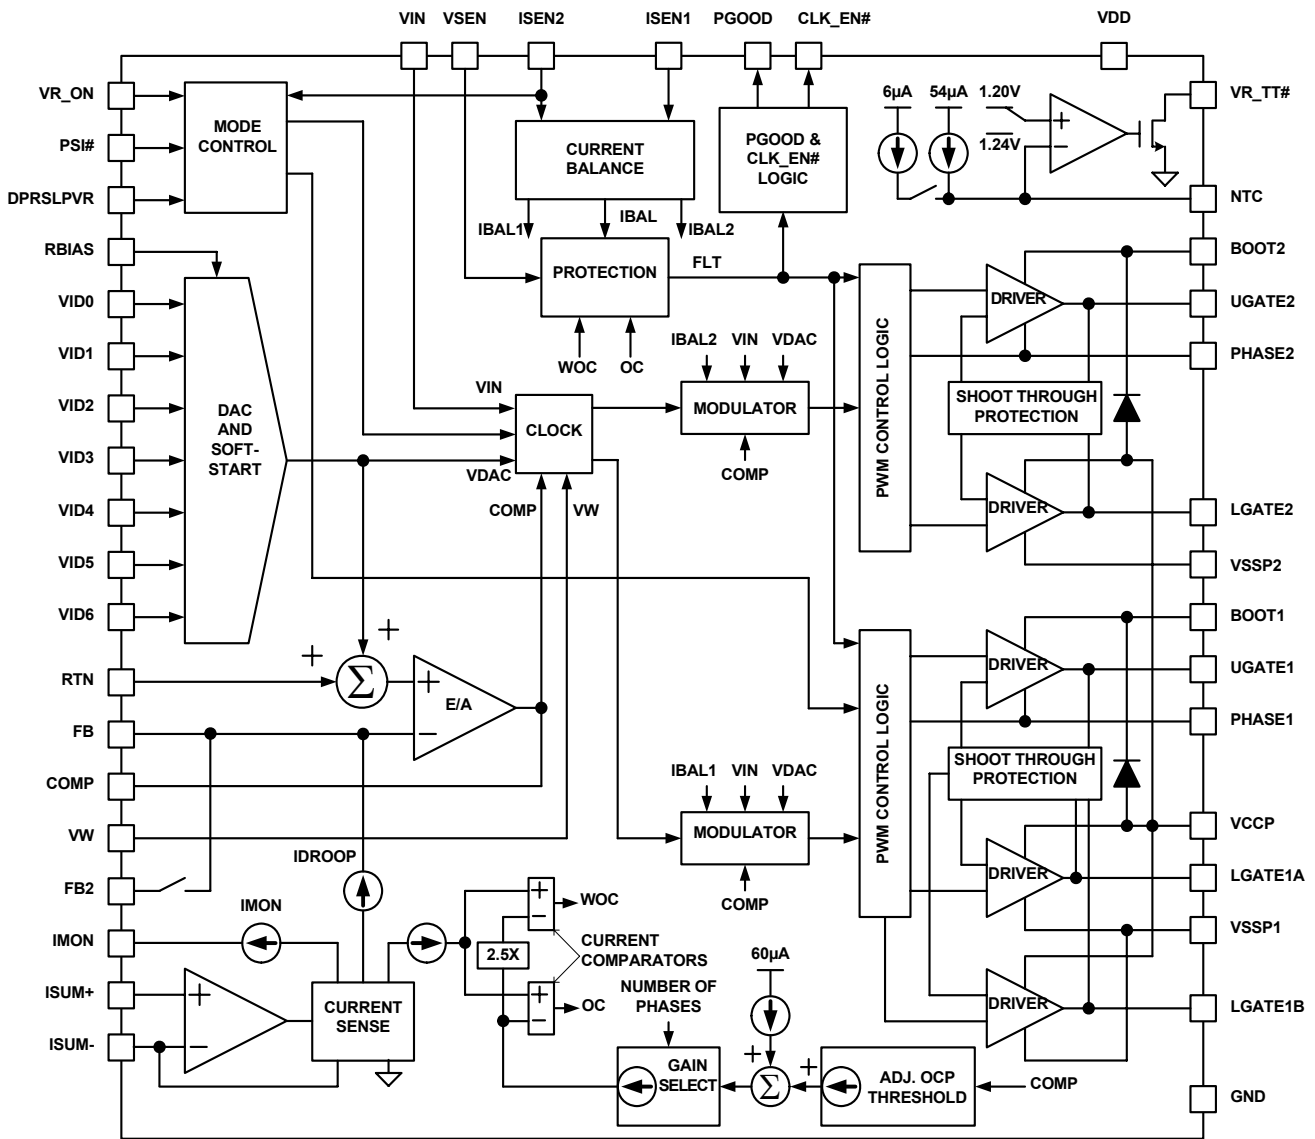 VIN
VSEN
ISEN2
ISEN1
PGOOD
CLK_EN#
VDD
VR_ON
PSI#
DPRSLPVR
RBIAS
VID0
VID1
VID2
VID3
VID4
VID5
VID6
RTN
FB
COMP
VW
FB2
IMON
ISUM+
ISUM-
MODE
CONTROL
CURRENT
BALANCE
PGOOD &
CLK_EN#
LOGIC
6µA
54µA
1.20V
1.24V
+
−
VR_TT#
NTC
BOOT2
UGATE2
PHASE2
LGATE2
VSSP2
BOOT1
UGATE1
PHASE1
VCCP
LGATE1A
VSSP1
LGATE1B
GND
IBAL1
IBAL
IBAL2
PROTECTION
FLT
WOC
OC
DAC
AND
SOFT-
START
VIN
CLOCK
VDAC
COMP
VW
IBAL2
VIN
VDAC
MODULATOR
COMP
PWM CONTROL LOGIC
DRIVER
SHOOT THROUGH
PROTECTION
DRIVER
+
+
Σ
+
−
E/A
IBAL1
VIN
VDAC
MODULATOR
COMP
PWM CONTROL LOGIC
DRIVER
SHOOT THROUGH
PROTECTION
DRIVER
DRIVER
IDROOP
IMON
+
−
CURRENT
SENSE
+
−
WOC
2.5X
CURRENT
COMPARATORS
+
−
OC
NUMBER OF
PHASES
GAIN
SELECT
60µA
+
Σ
+
ADJ. OCP
THRESHOLD
COMP